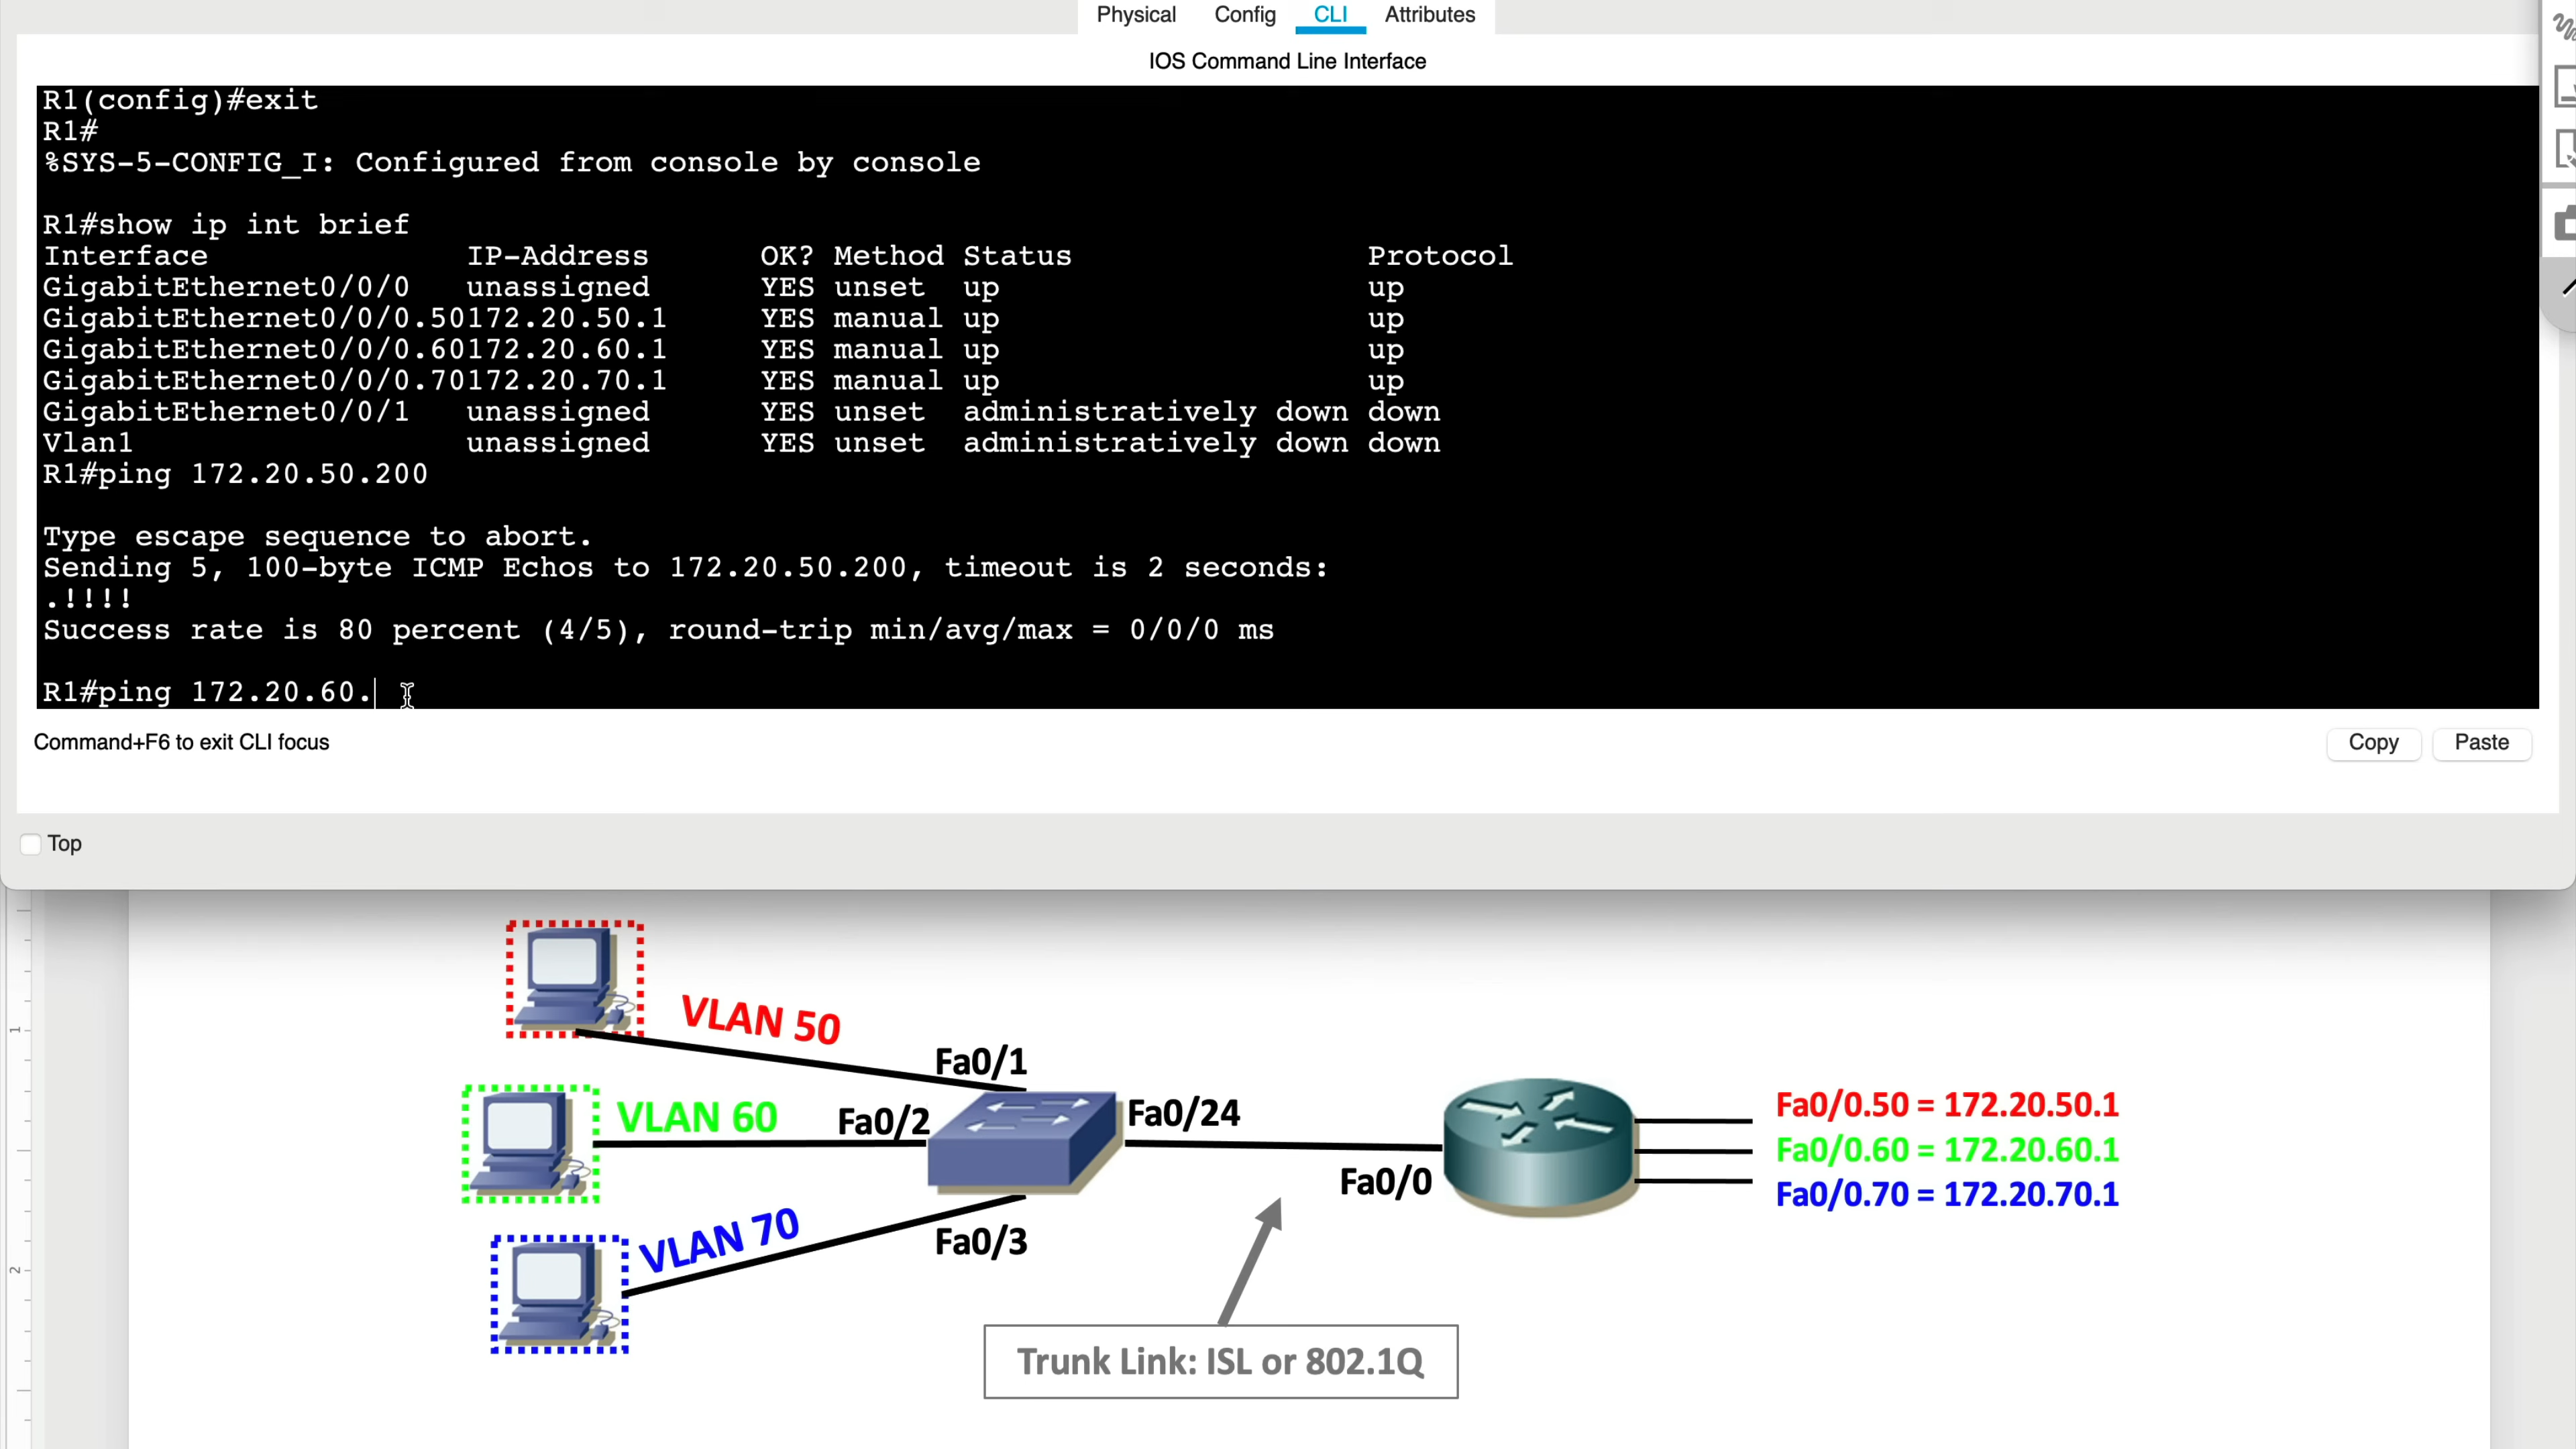 Physical Config CLI Attributes
IOS Command Line Interface
R1(config)#exit
R1#
%SYS-5-CONFIG_I: Configured from console by console
R1#show ip int brief
Interface IP-Address OK? Method Status Protocol
GigabitEthernet0/0/0 unassigned YES unset up up
GigabitEthernet0/0/0.50172.20.50.1 YES manual up up
GigabitEthernet0/0/0.60172.20.60.1 YES manual up up
GigabitEthernet0/0/0.70172.20.70.1 YES manual up up
GigabitEthernet0/0/1 unassigned YES unset administratively down down
Vlan1 unassigned YES unset administratively down down
R1#ping 172.20.50.200
Type escape sequence to abort.
Sending 5, 100-byte ICMP Echos to 172.20.50.200, timeout is 2 seconds:
.!!!!
Success rate is 80 percent (4/5), round-trip min/avg/max = 0/0/0 ms
R1#ping 172.20.60.
Command+F6 to exit CLI focus
Copy Paste
Top
VLAN 50
Fa0/1
VLAN 60 Fa0/2 Fa0/24
VLAN 70
Fa0/3
Fa0/0
Fa0/0.50 = 172.20.50.1
Fa0/0.60 = 172.20.60.1
Fa0/0.70 = 172.20.70.1
Trunk Link: ISL or 802.1Q
1
2